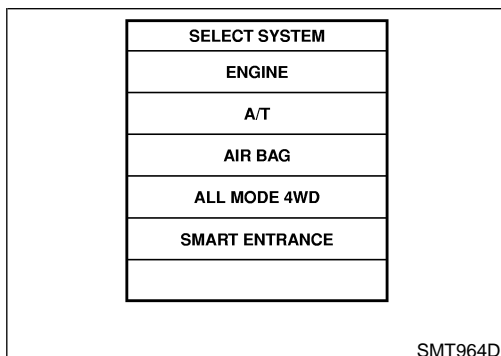 SELECT SYSTEM
ENGINE
A/T
AIR BAG
ALL MODE 4WD
SMART ENTRANCE
SMT964D